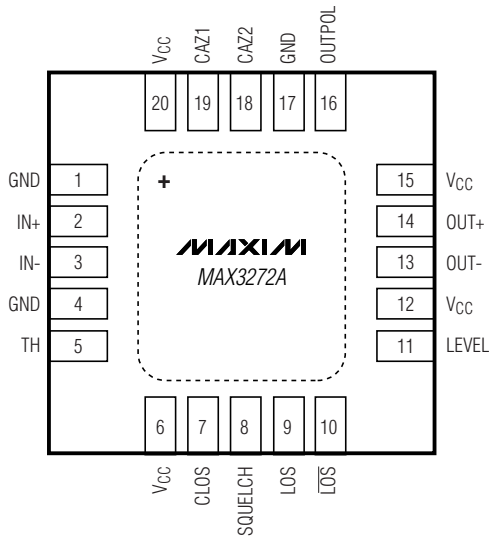 VCC
CAZ1
CAZ2
GND
OUTPOL
20 19 18 17 16
GND 1
IN+ 2
IN- 3
GND 4
TH 5
+
MAXIM
MAX3272A
15 VCC
14 OUT+
13 OUT-
12 VCC
11 LEVEL
6 7 8 9 10
VCC
CLOS
SQUELCH
LOS
L̅O̅S̅